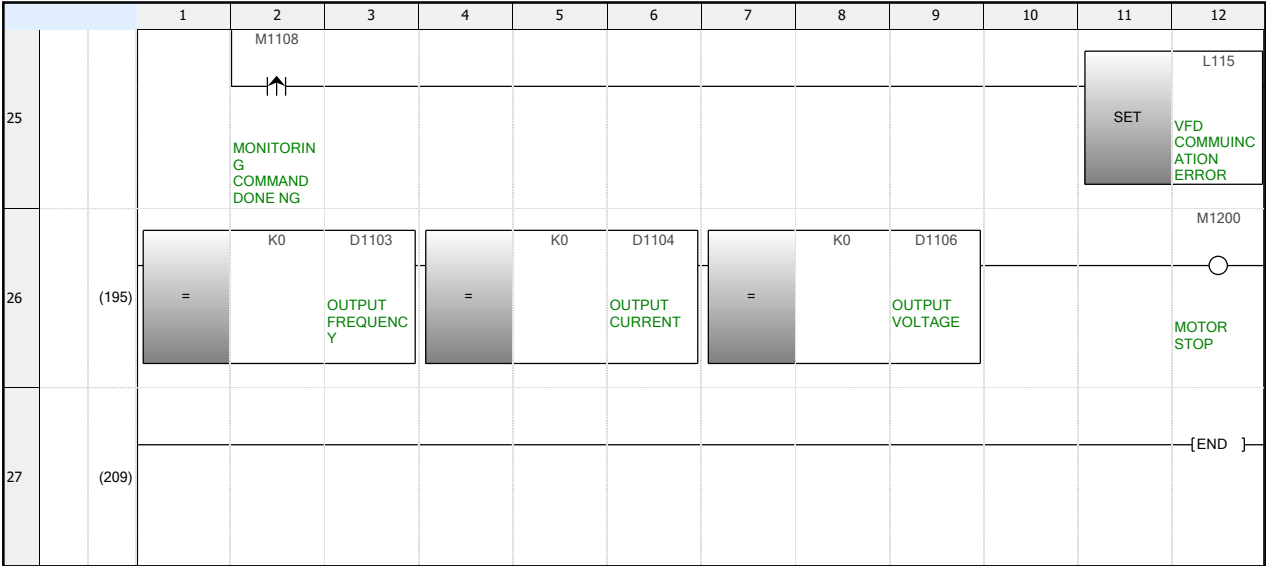 1 2 3 4 5 6 7 8 9 10 11 12
M1108
L115
25
SET
VFD
COMMUINC
ATION
ERROR
MONITORIN
G
COMMAND
DONE NG
M1200
K0 D1103 K0 D1104 K0 D1106
26 (195) = = =
OUTPUT
FREQUENC
Y
OUTPUT
CURRENT
OUTPUT
VOLTAGE
MOTOR
STOP
[END ]
27 (209)